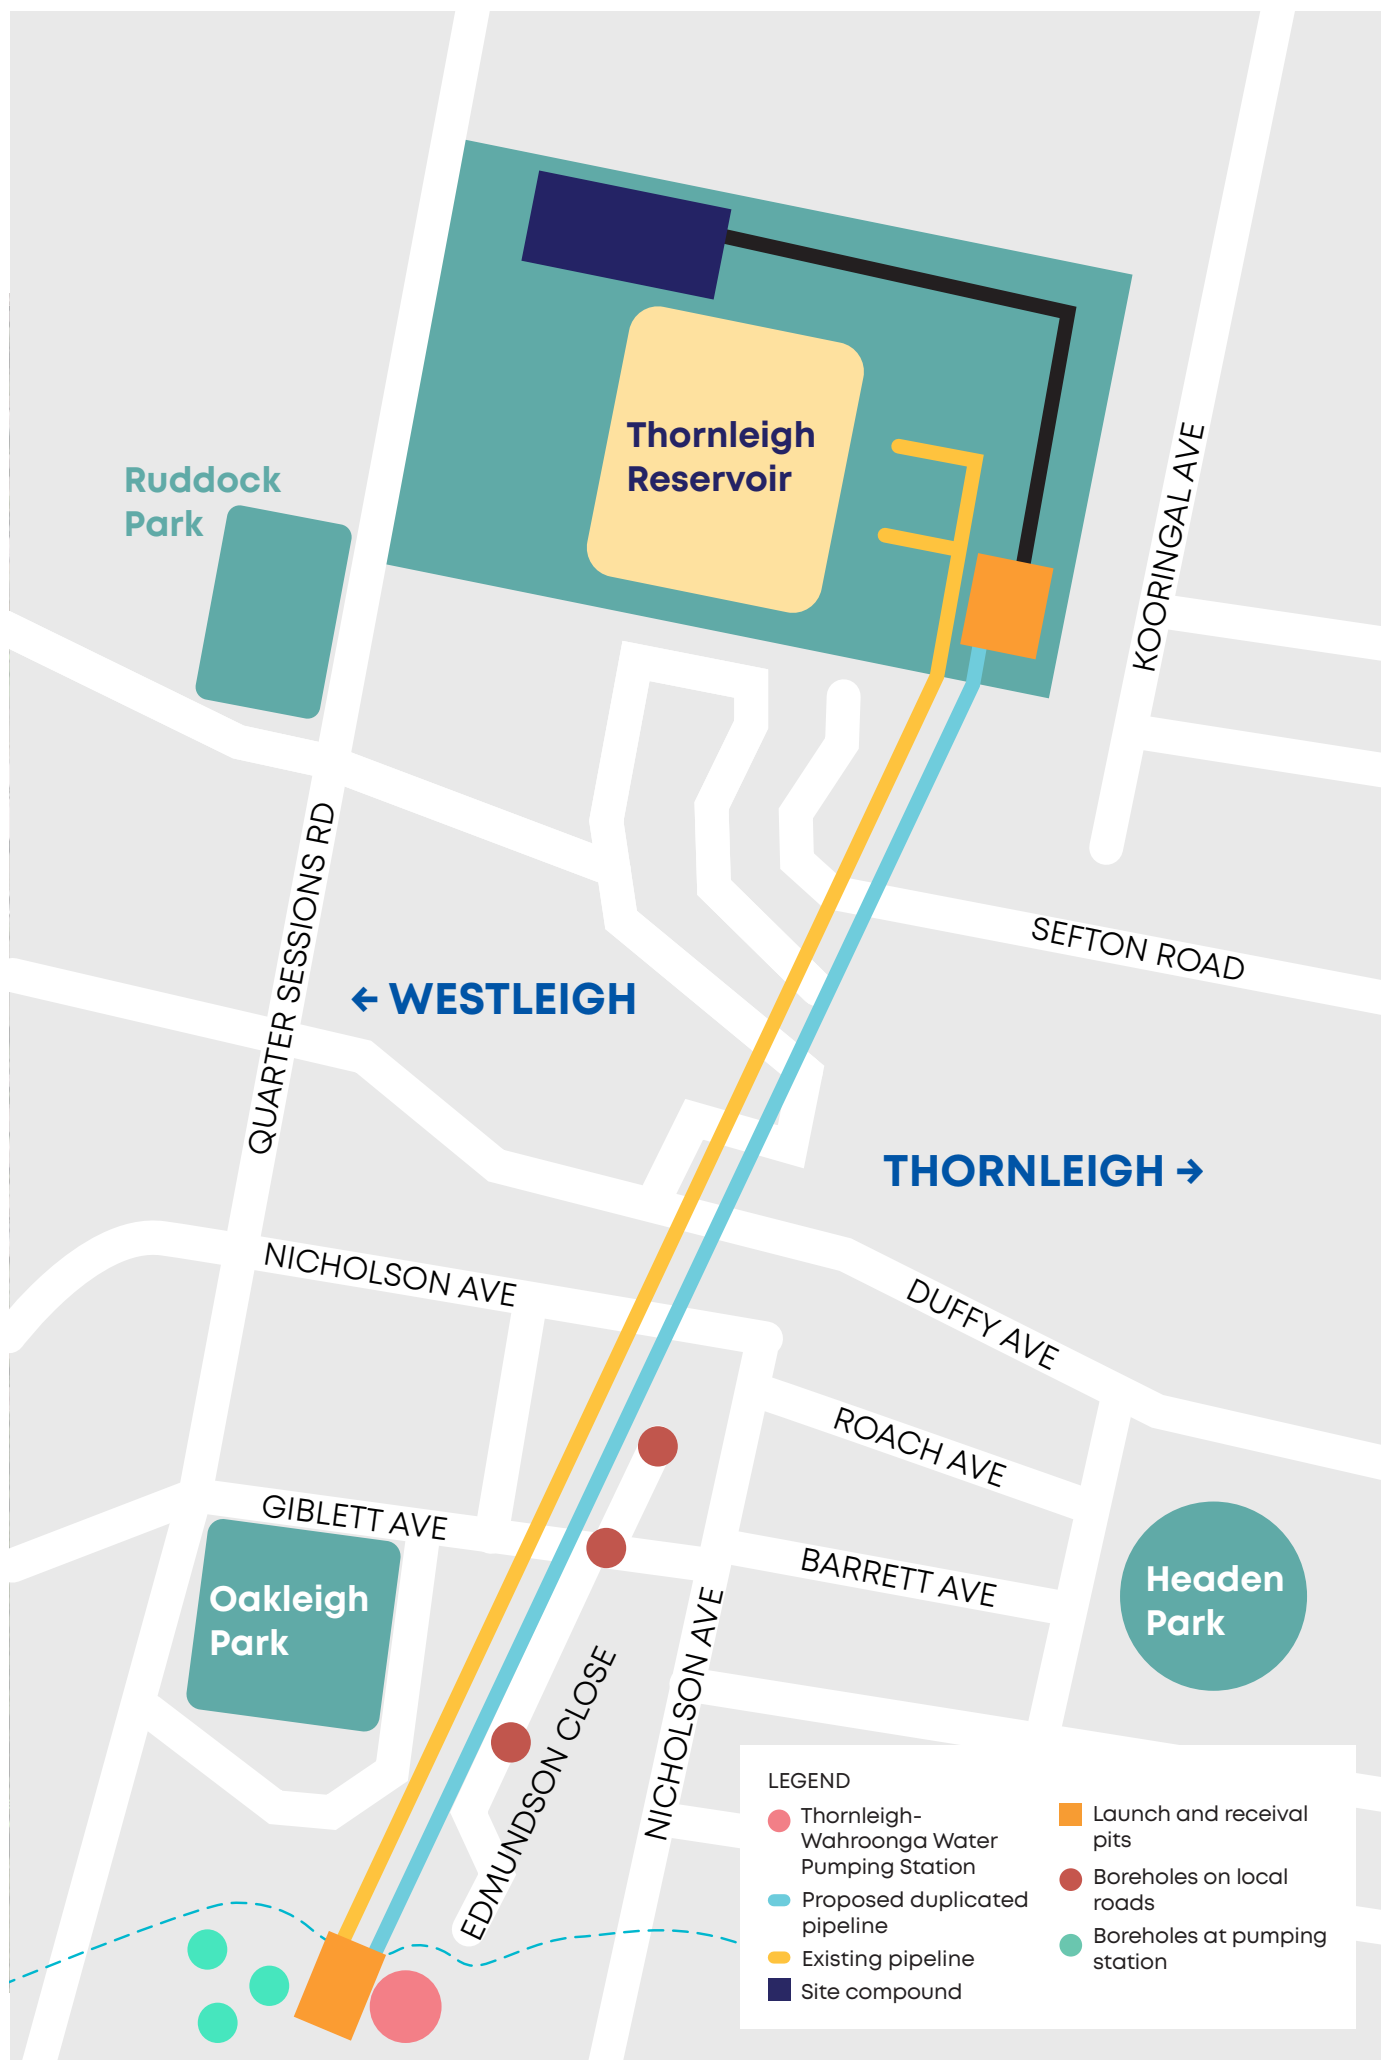 Thornleigh
Reservoir
Ruddock
Park
KOORINGAL AVE
QUARTER SESSIONS RD
SEFTON ROAD
← WESTLEIGH
THORNLEIGH →
NICHOLSON AVE
DUFFY AVE
ROACH AVE
GIBLETT AVE
BARRETT AVE
Oakleigh
Park
Headen
Park
EDMUNDSON CLOSE
NICHOLSON AVE
LEGEND
Thornleigh-
Wahroonga Water
Pumping Station
Proposed duplicated
pipeline
Existing pipeline
Site compound
Launch and receival
pits
Boreholes on local
roads
Boreholes at pumping
station